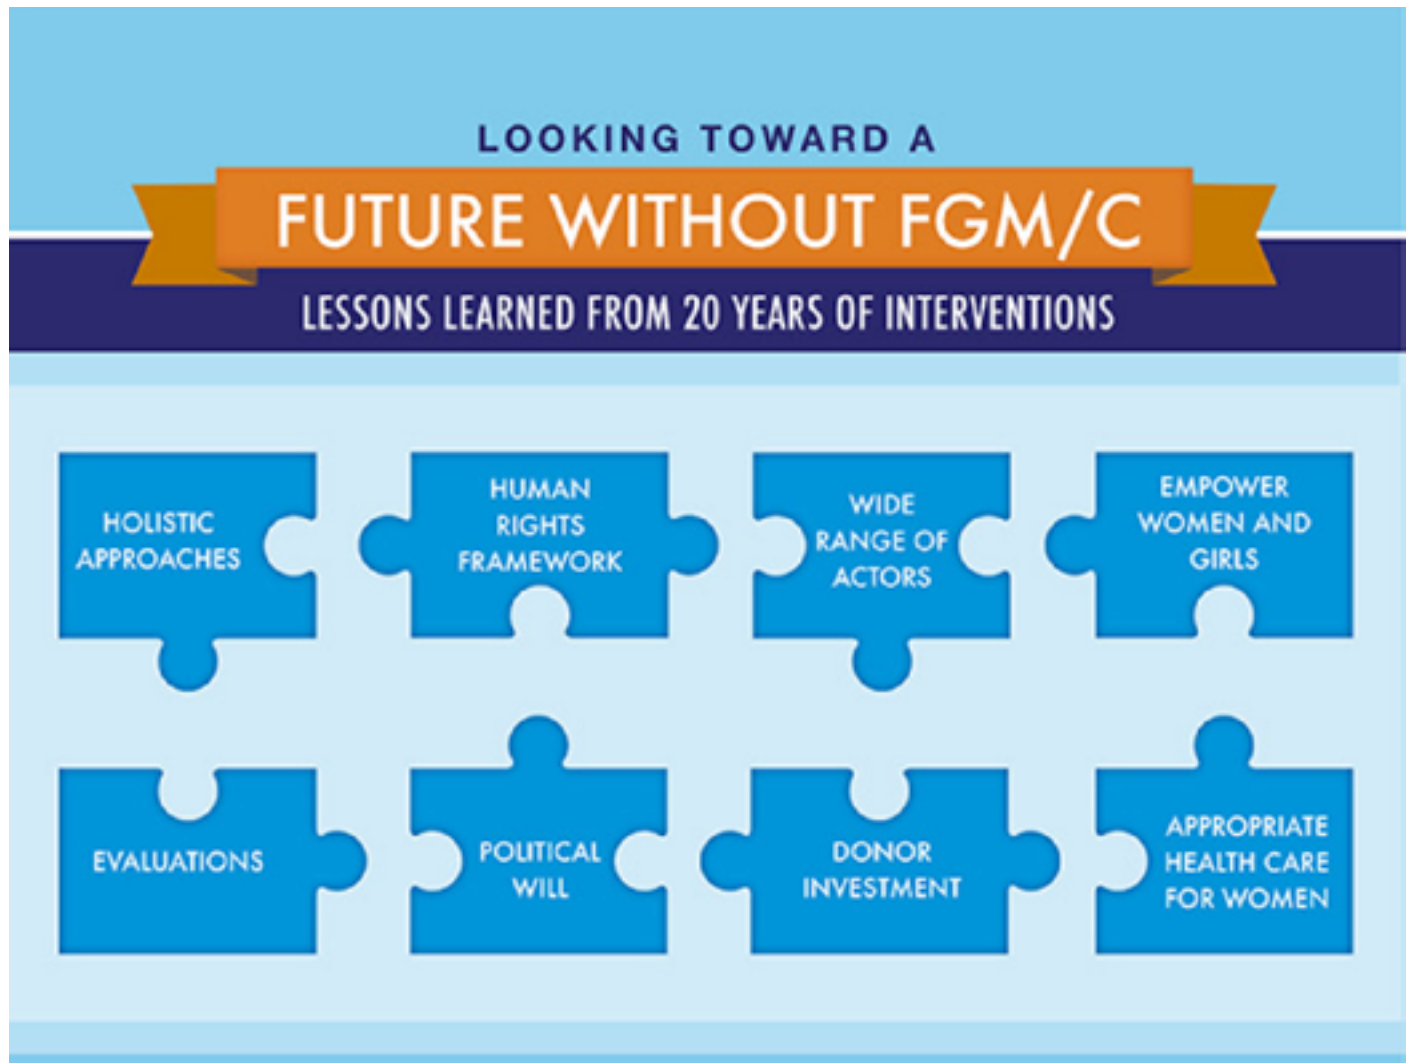 LOOKING TOWARD A
FUTURE WITHOUT FGM/C
LESSONS LEARNED FROM 20 YEARS OF INTERVENTIONS
HOLISTIC
APPROACHES
HUMAN
RIGHTS
FRAMEWORK
WIDE
RANGE OF
ACTORS
EMPOWER
WOMEN AND
GIRLS
EVALUATIONS
POLITICAL
WILL
DONOR
INVESTMENT
APPROPRIATE
HEALTH CARE
FOR WOMEN